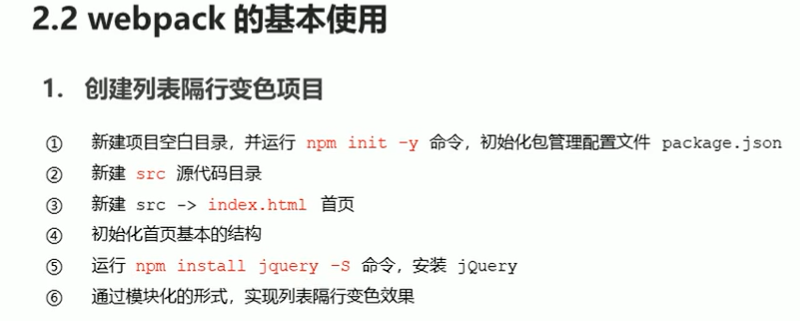 2.2 webpack 的基本使用
1. 创建列表隔行变色项目
① 新建项目空白目录，并运行 npm init -y 命令，初始化包管理配置文件 package.json
② 新建 src 源代码目录
③ 新建 src -> index.html 首页
④ 初始化首页基本的结构
⑤ 运行 npm install jquery -S 命令，安装 jQuery
⑥ 通过模块化的形式，实现列表隔行变色效果